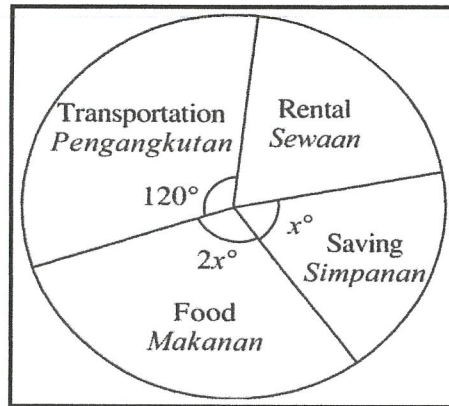 Transportation
Pengangkutan
Rental
Sewaan
120°
x°
2x°
Saving
Simpanan
Food
Makanan